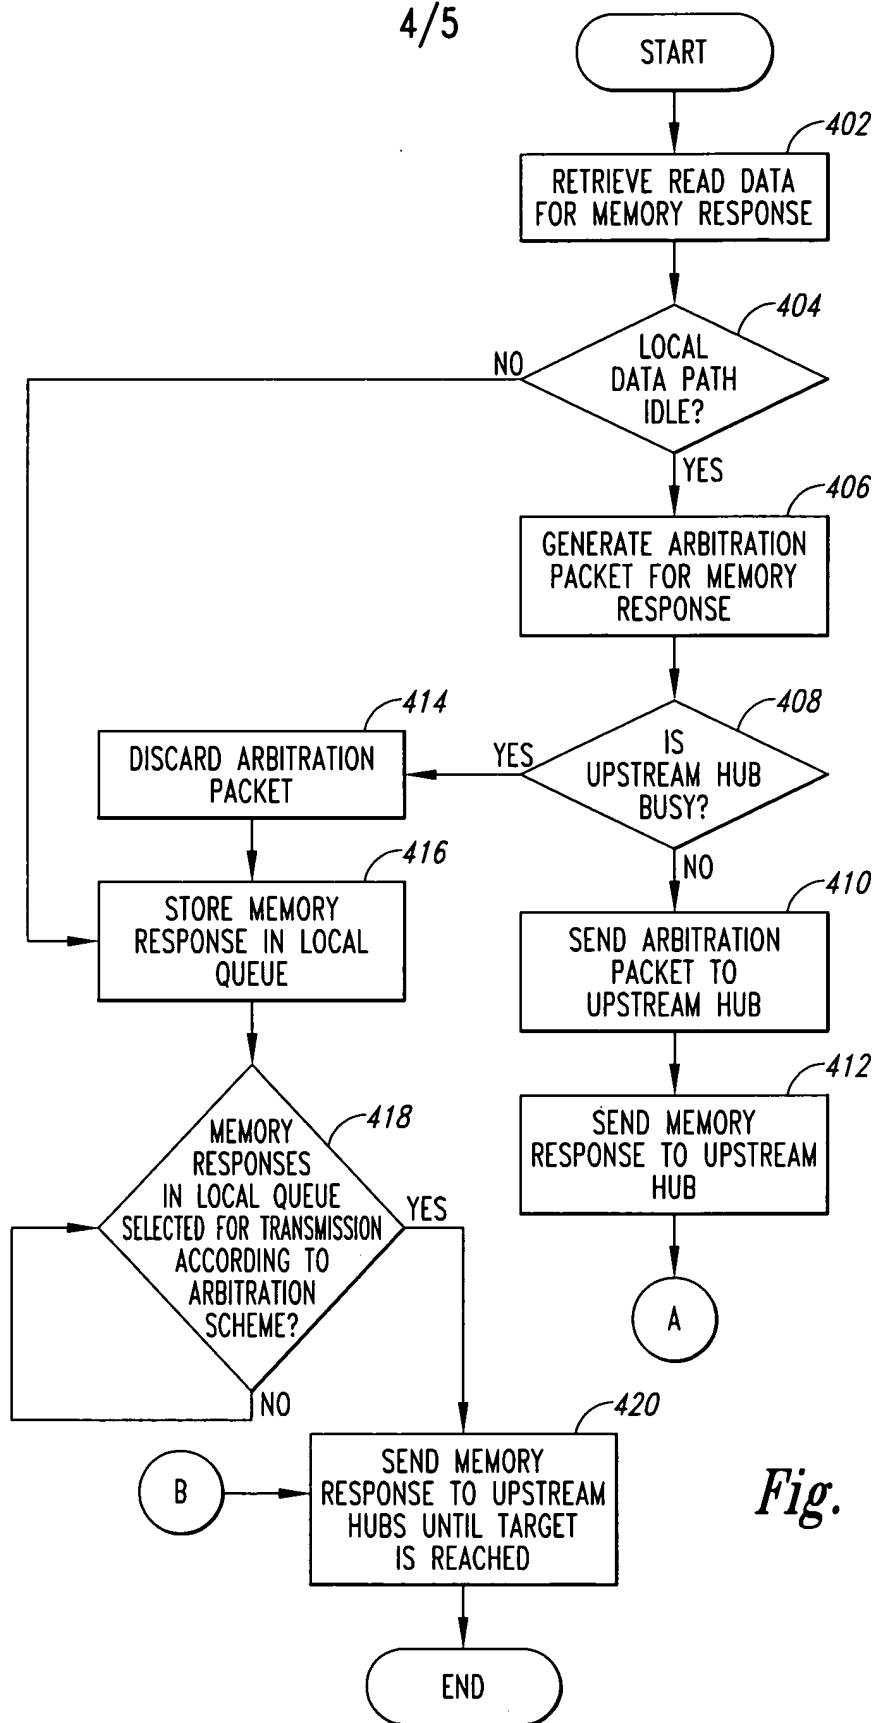 4/5
START
402
RETRIEVE READ DATA
FOR MEMORY RESPONSE
404
LOCAL
DATA PATH
IDLE?
NO
YES
406
GENERATE ARBITRATION
PACKET FOR MEMORY
RESPONSE
408
IS
UPSTREAM HUB
BUSY?
YES
NO
414
DISCARD ARBITRATION
PACKET
416
STORE MEMORY
RESPONSE IN LOCAL
QUEUE
410
SEND ARBITRATION
PACKET TO
UPSTREAM HUB
412
SEND MEMORY
RESPONSE TO UPSTREAM
HUB
A
418
MEMORY
RESPONSES
IN LOCAL QUEUE
SELECTED FOR TRANSMISSION
ACCORDING TO
ARBITRATION
SCHEME?
YES
NO
420
B
SEND MEMORY
RESPONSE TO UPSTREAM
HUBS UNTIL TARGET
IS REACHED
END
Fig.